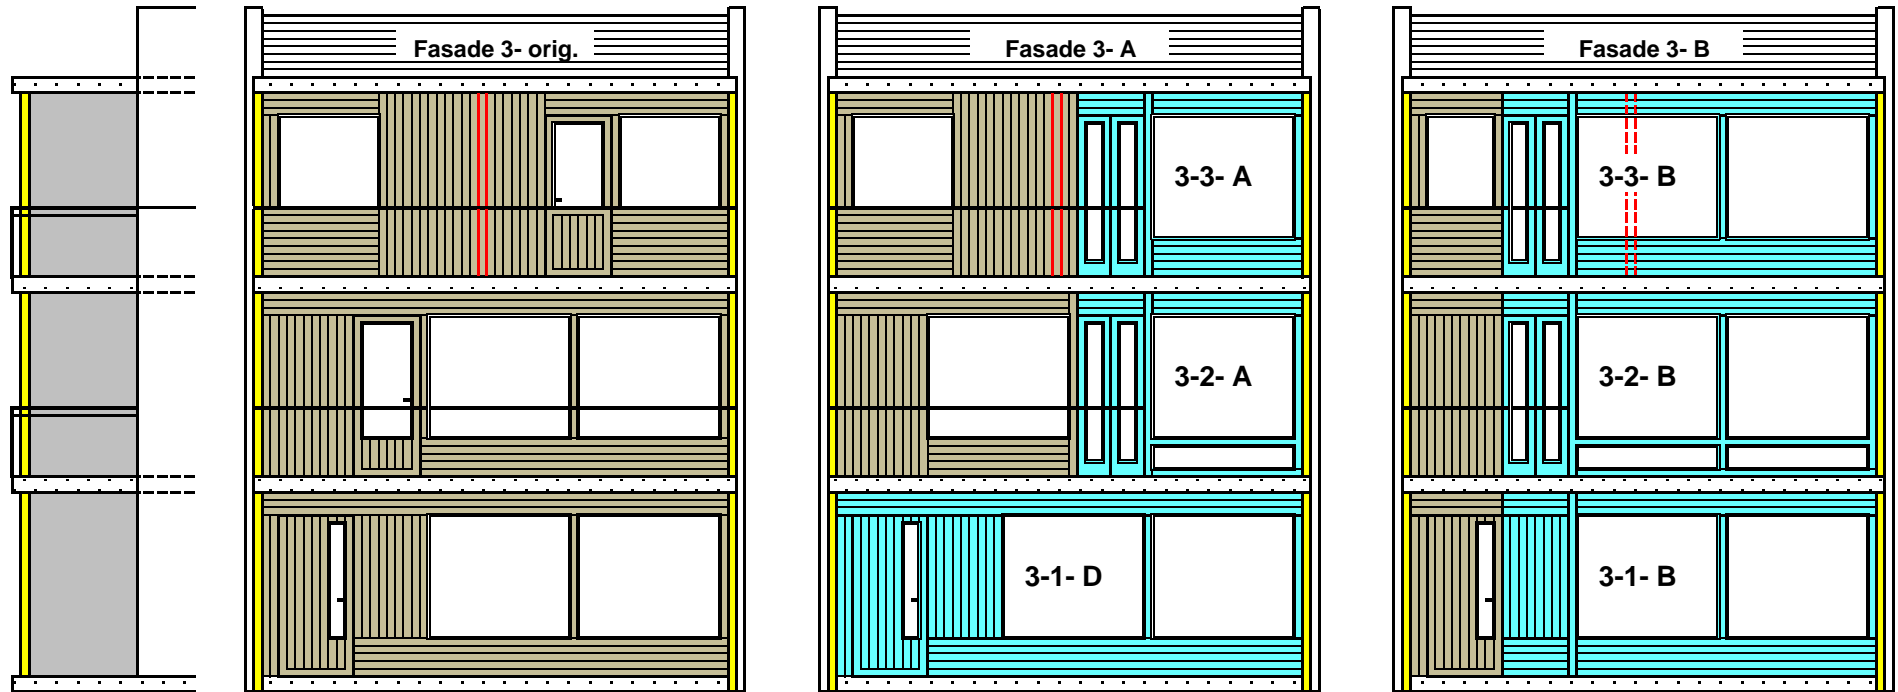 Fasade 3- orig.
Fasade 3- A
Fasade 3- B
3-3- A
3-3- B
3-2- A
3-2- B
3-1- D
3-1- B